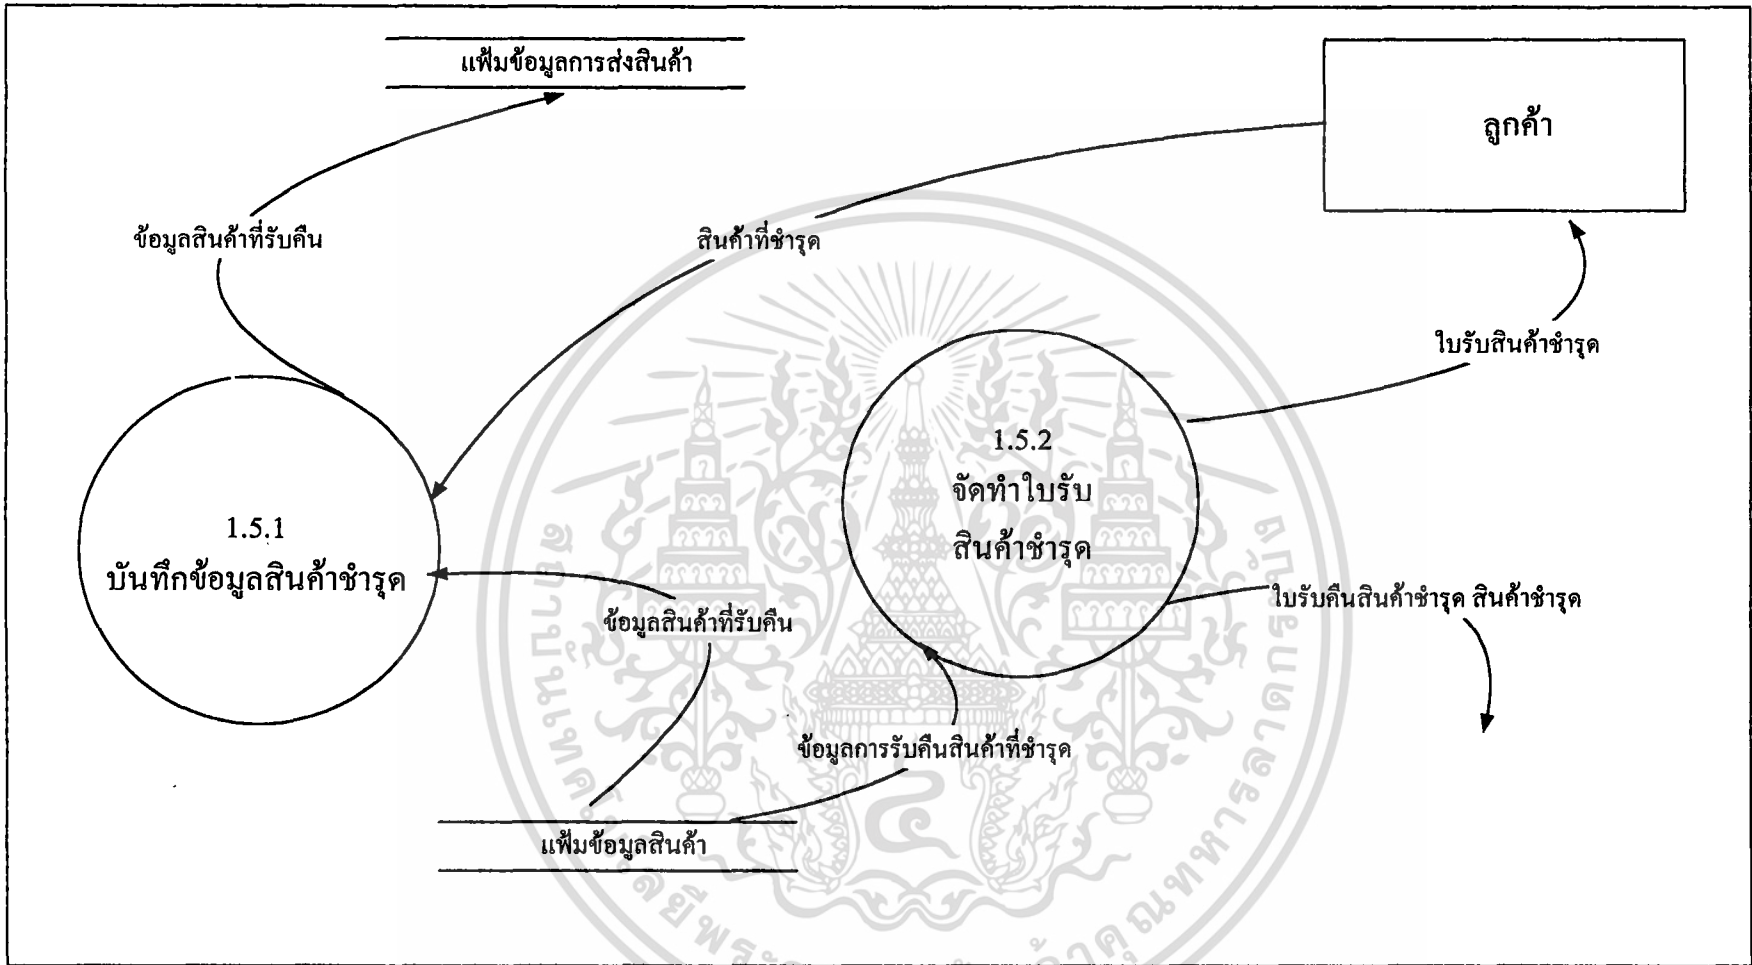 แฟ้มข้อมูลการส่งสินค้า
ลูกค้า
ข้อมูลสินค้าที่รับคืน
สินค้าที่ชำรุด
ใบรับสินค้าชำรุด
1.5.2
จัดทำใบรับ
สินค้าชำรุด
1.5.1
บันทึกข้อมูลสินค้าชำรุด
ใบรับคืนสินค้าชำรุด สินค้าชำรุด
ข้อมูลสินค้าที่รับคืน
ข้อมูลการรับคืนสินค้าที่ชำรุด
แฟ้มข้อมูลสินค้า